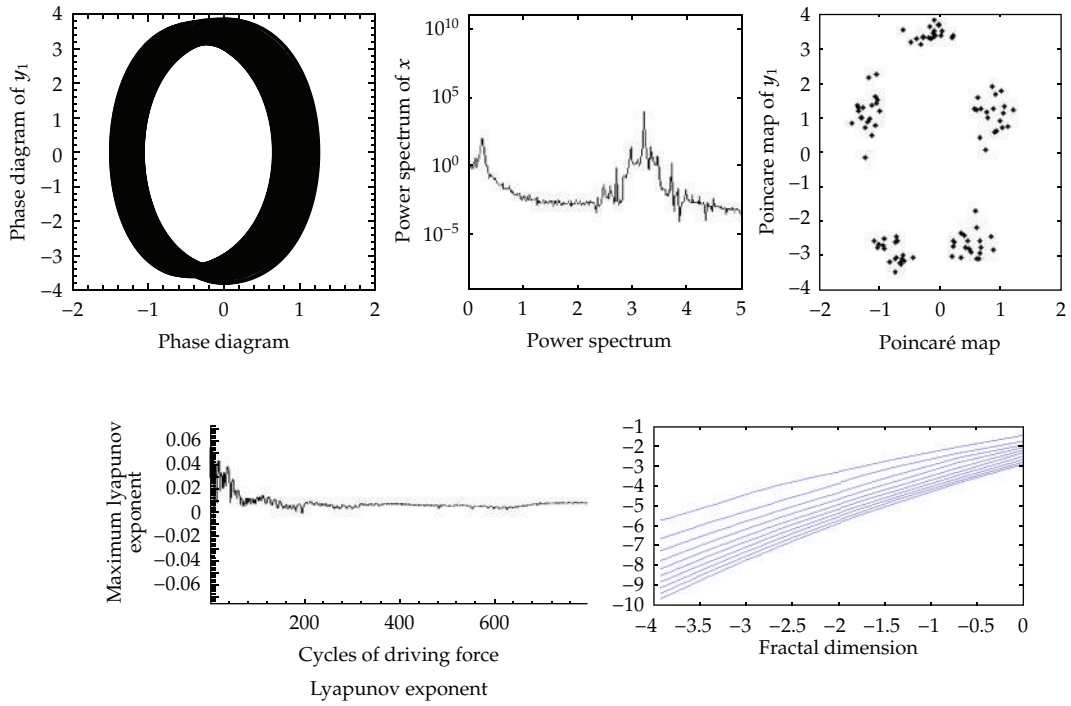 Phase diagram of y1
4
3
2
1
0
−1
−2
−3
−4
−2 −1 0 1 2
Phase diagram
Power spectrum of x
10^10
10^5
10^0
10^−5
0 1 2 3 4 5
Power spectrum
Poincare map of y1
4
3
2
1
0
−1
−2
−3
−4
−2 −1 0 1 2
Poincaré map
Maximum lyapunov
exponent
0.06
0.04
0.02
0
−0.02
−0.04
−0.06
200 400 600
Cycles of driving force
Lyapunov exponent
−1
−2
−3
−4
−5
−6
−7
−8
−9
−10
−4 −3.5 −3 −2.5 −2 −1.5 −1 −0.5 0
Fractal dimension